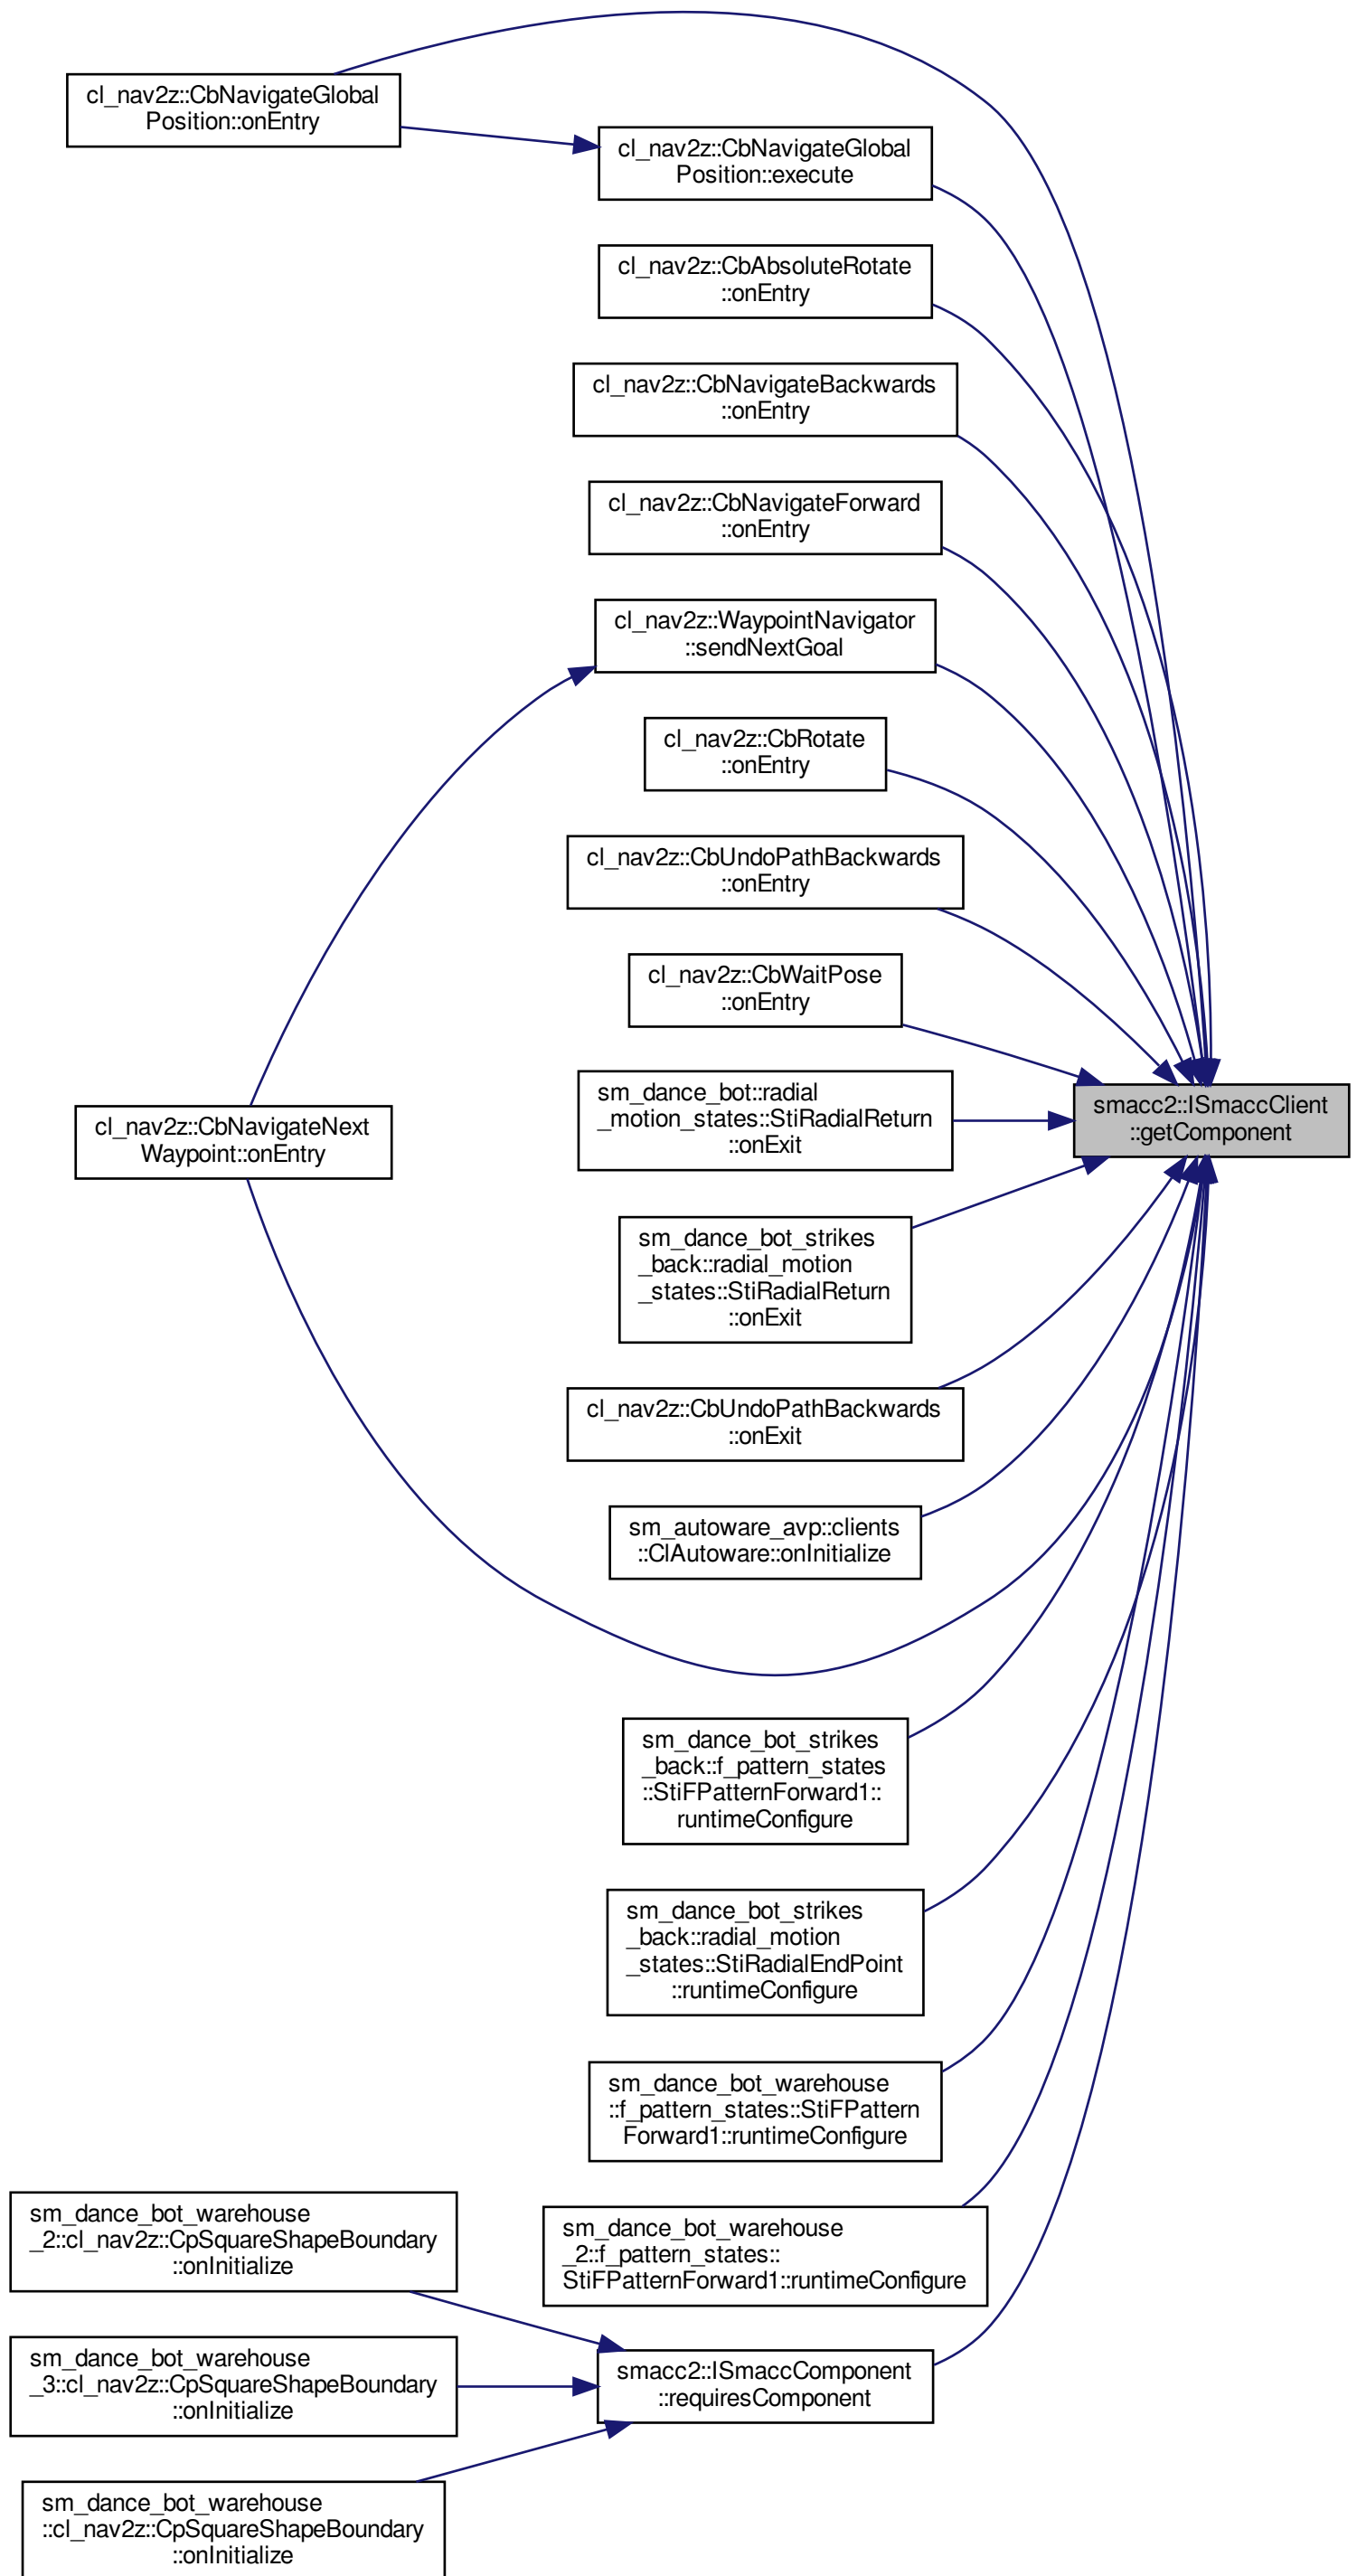 cl_nav2z::CbNavigateGlobal
Position::onEntry
cl_nav2z::CbNavigateGlobal
Position::execute
cl_nav2z::CbAbsoluteRotate
::onEntry
cl_nav2z::CbNavigateBackwards
::onEntry
cl_nav2z::CbNavigateForward
::onEntry
cl_nav2z::WaypointNavigator
::sendNextGoal
cl_nav2z::CbRotate
::onEntry
cl_nav2z::CbUndoPathBackwards
::onEntry
cl_nav2z::CbWaitPose
::onEntry
sm_dance_bot::radial
_motion_states::StiRadialReturn
::onExit
smacc2::ISmaccClient
::getComponent
cl_nav2z::CbNavigateNext
Waypoint::onEntry
sm_dance_bot_strikes
_back::radial_motion
_states::StiRadialReturn
::onExit
cl_nav2z::CbUndoPathBackwards
::onExit
sm_autoware_avp::clients
::ClAutoware::onInitialize
sm_dance_bot_strikes
_back::f_pattern_states
::StiFPatternForward1::
runtimeConfigure
sm_dance_bot_strikes
_back::radial_motion
_states::StiRadialEndPoint
::runtimeConfigure
sm_dance_bot_warehouse
::f_pattern_states::StiFPattern
Forward1::runtimeConfigure
sm_dance_bot_warehouse
_2::f_pattern_states::
StiFPatternForward1::runtimeConfigure
sm_dance_bot_warehouse
_2::cl_nav2z::CpSquareShapeBoundary
::onInitialize
sm_dance_bot_warehouse
_3::cl_nav2z::CpSquareShapeBoundary
::onInitialize
smacc2::ISmaccComponent
::requiresComponent
sm_dance_bot_warehouse
::cl_nav2z::CpSquareShapeBoundary
::onInitialize